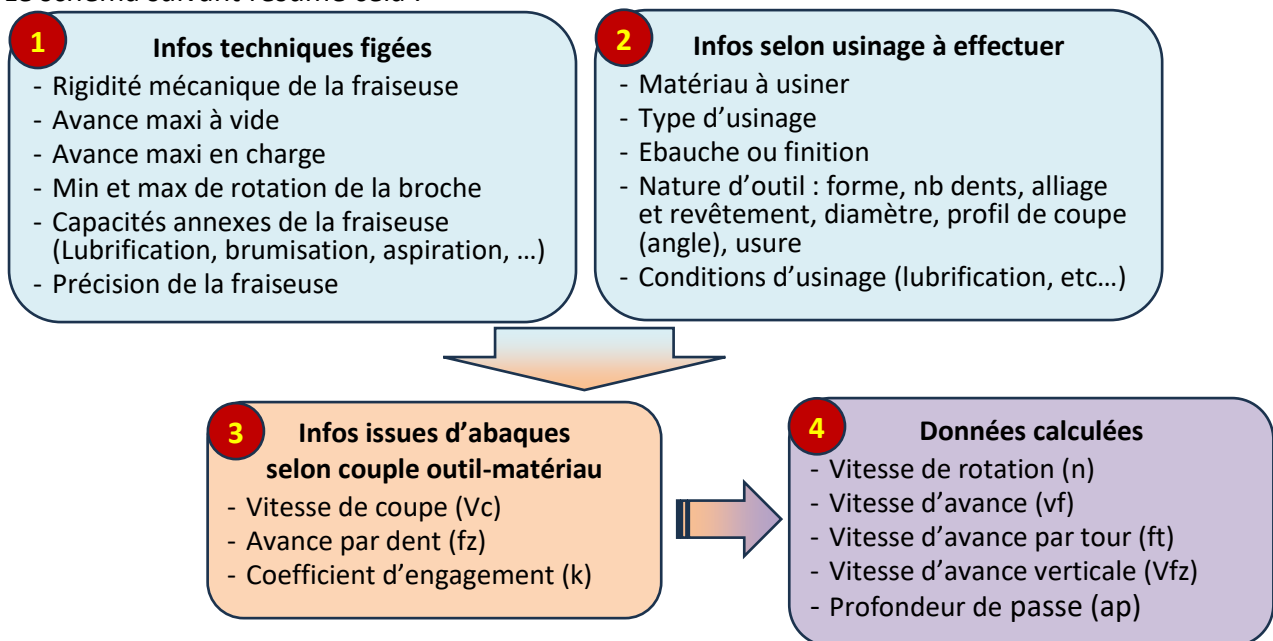 1
Infos techniques figées
- Rigidité mécanique de la fraiseuse
- Avance maxi à vide
- Avance maxi en charge
- Min et max de rotation de la broche
- Capacités annexes de la fraiseuse
(Lubrification, brumisation, aspiration, …)
- Précision de la fraiseuse
2
Infos selon usinage à effectuer
- Matériau à usiner
- Type d’usinage
- Ebauche ou finition
- Nature d’outil : forme, nb dents, alliage
et revêtement, diamètre, profil de coupe
(angle), usure
- Conditions d’usinage (lubrification, etc…)
3
Infos issues d’abaques
selon couple outil-matériau
- Vitesse de coupe (Vc)
- Avance par dent (fz)
- Coefficient d’engagement (k)
4
Données calculées
- Vitesse de rotation (n)
- Vitesse d’avance (vf)
- Vitesse d’avance par tour (ft)
- Vitesse d’avance verticale (Vfz)
- Profondeur de passe (ap)